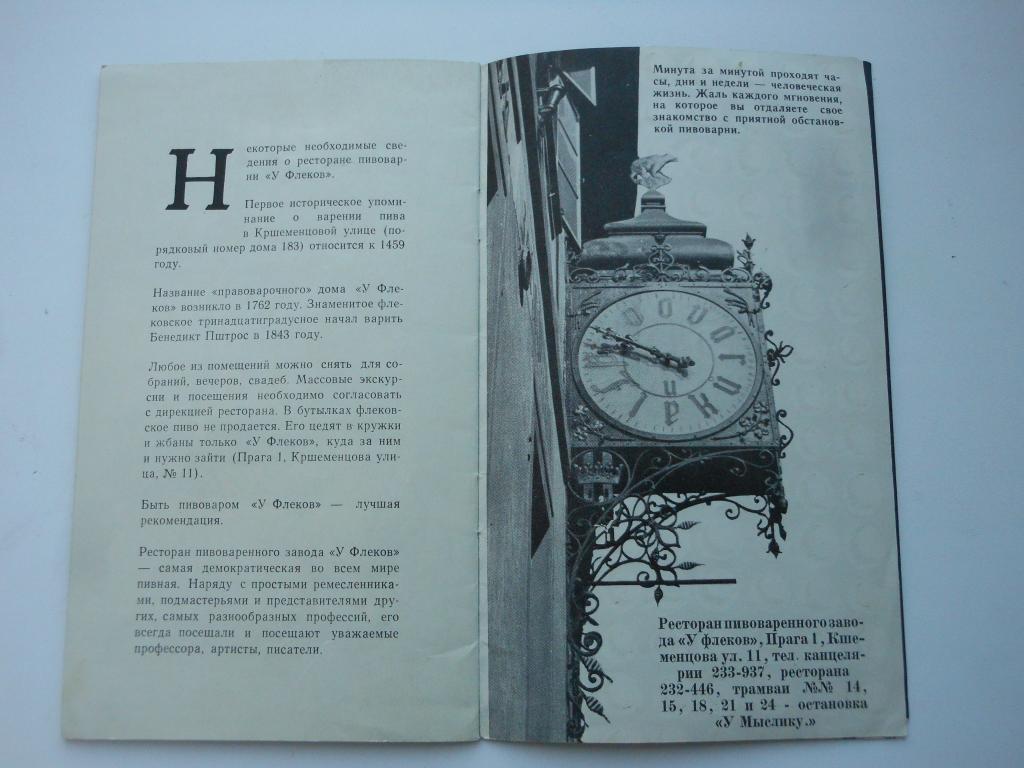 Некоторые необходимые све-
дения о ресторане пивовар-
ни «У Флеков».
Первое историческое упоми-
нание о варении пива
в Кршеменцовой улице (по-
рядковый номер дома 183) относится к 1459
году.
Название «правоварочного» дома «У Фле-
ков» возникло в 1762 году. Знаменитое фле-
ковское тринадцатиградусное начал варить
Бенедикт Пштрос в 1843 году.
Любое из помещений можно снять для со-
браний, вечеров, свадеб. Массовые экскур-
сии и посещения необходимо согласовать
с дирекцией ресторана. В бутылках флеков-
ское пиво не продается. Его цедят в кружки
и жбаны только «У Флеков», куда за ним
и нужно зайти (Прага 1, Кршеменцова ули-
ца, № 11).
Быть пивоваром «У Флеков» — лучшая
рекомендация.
Ресторан пивоваренного завода «У Флеков»
— самая демократическая во всем мире
пивная. Наряду с простыми ремесленника-
ми, подмастерьями и представителями дру-
гих, самых разнообразных профессий, его
всегда посещали и посещают уважаемые
профессора, артисты, писатели.
Минута за минутой проходят ча-
сы, дни и недели — человеческая
жизнь. Жаль каждого мгновения,
на которое вы отдаляете свое
знакомство с приятной обстанов-
кой пивоварни.
Ресторан пивоваренного заво-
да «У флеков», Прага 1, Кше-
менцова ул. 11, тел. канцеля-
рии 233-937, ресторана
232-446, трамваи №№ 14,
15, 18, 21 и 24 - остановка
«У Мыслику.»